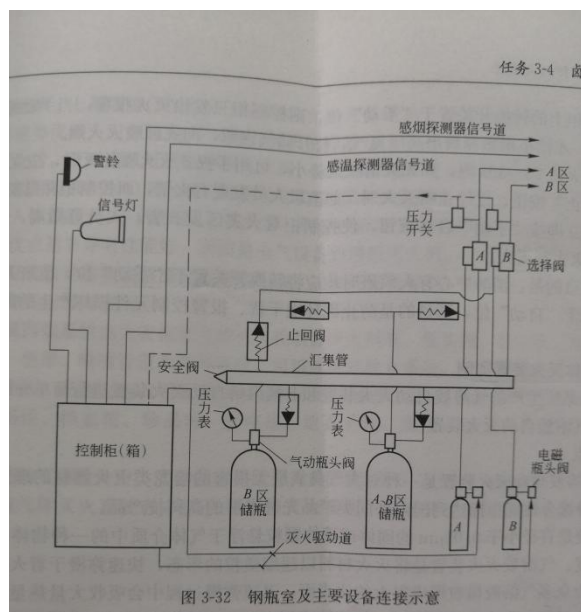 任务 3-4 卤
感烟探测器信号道
警铃
感温探测器信号道
A区
B区
信号灯
压力
开关
A
B
选择阀
止回阀
安全阀
汇集管
压力表
压力表
控制柜(箱)
气动瓶头阀
电磁
瓶头阀
B区
储瓶
A-B区
储瓶
A
B
灭火驱动道
图 3-32 钢瓶室及主要设备连接示意